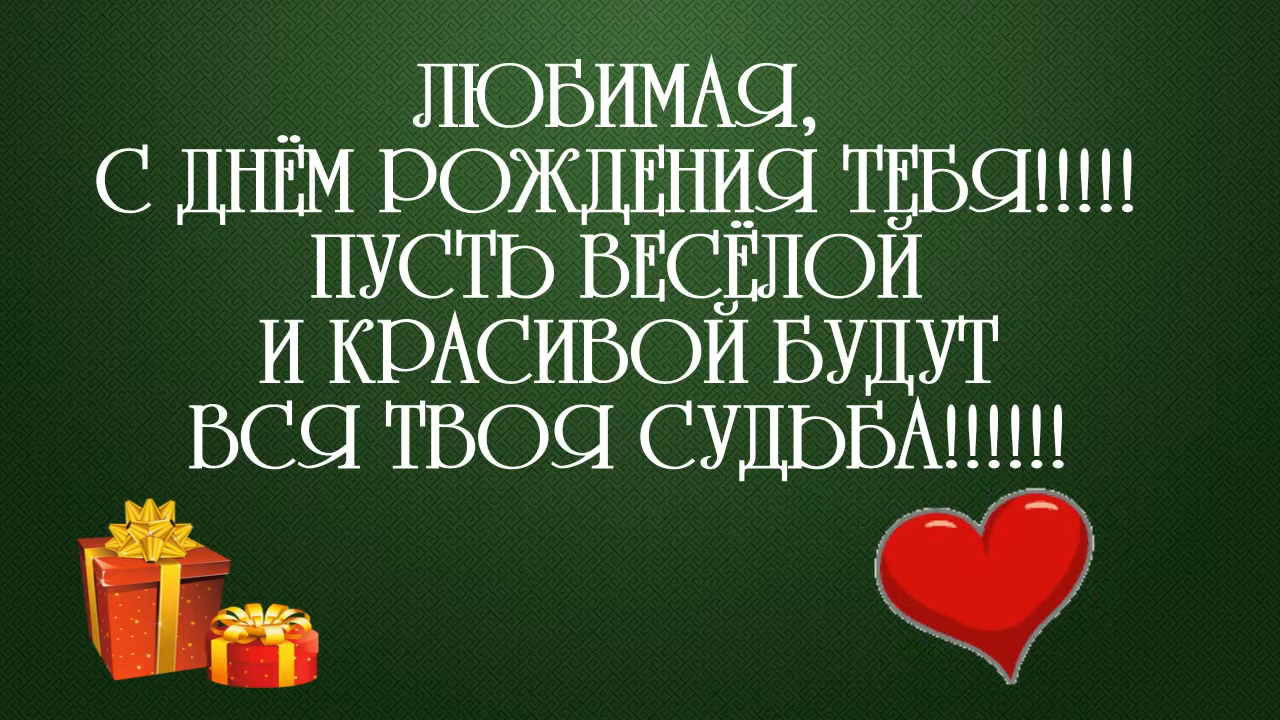 ЛЮБИМАЯ,
С ДНЁМ РОЖДЕНИЯ ТЕБЯ!!!!!
ПУСТЬ ВЕСЁЛОЙ
И КРАСИВОЙ БУДУТ
ВСЯ ТВОЯ СУДЬБА!!!!!!